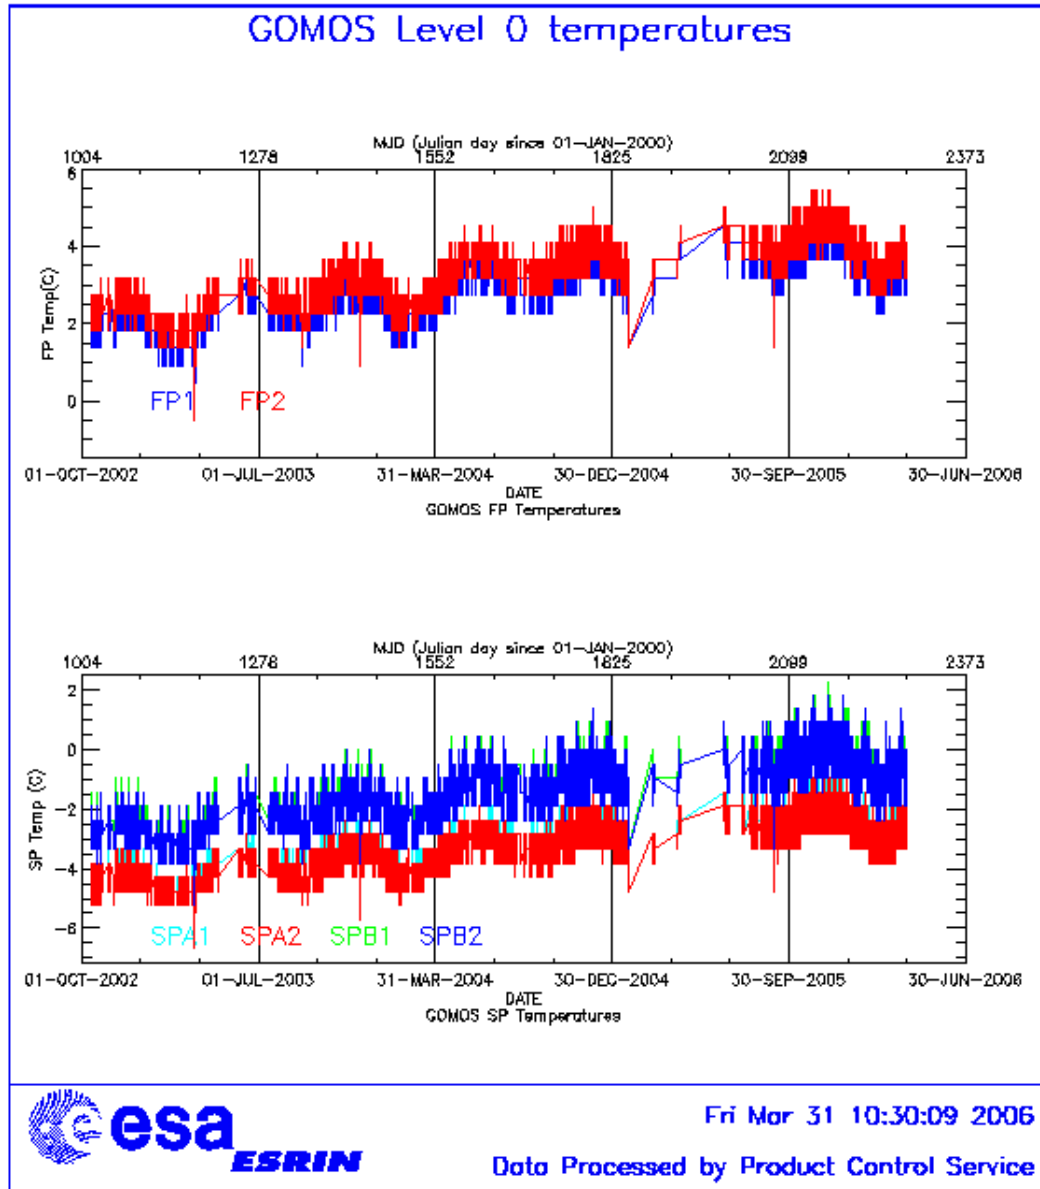 GOMOS Level 0 temperatures
MJD (Julian day since 01-JAN-2000)
1004 1278 1552 1825 2099 2373
6
4
2
0
FP Temp(C)
FP1 FP2
01-OCT-2002 01-JUL-2003 31-MAR-2004 30-DEC-2004 30-SEP-2005 30-JUN-2006
DATE
GOMOS FP Temperatures
MJD (Julian day since 01-JAN-2000)
1004 1278 1552 1825 2099 2373
2
0
-2
-4
-6
SP Temp (C)
SPA1 SPA2 SPB1 SPB2
01-OCT-2002 01-JUL-2003 31-MAR-2004 30-DEC-2004 30-SEP-2005 30-JUN-2006
DATE
GOMOS SP Temperatures
esa
ESRIN
Fri Mar 31 10:30:09 2006
Data Processed by Product Control Service